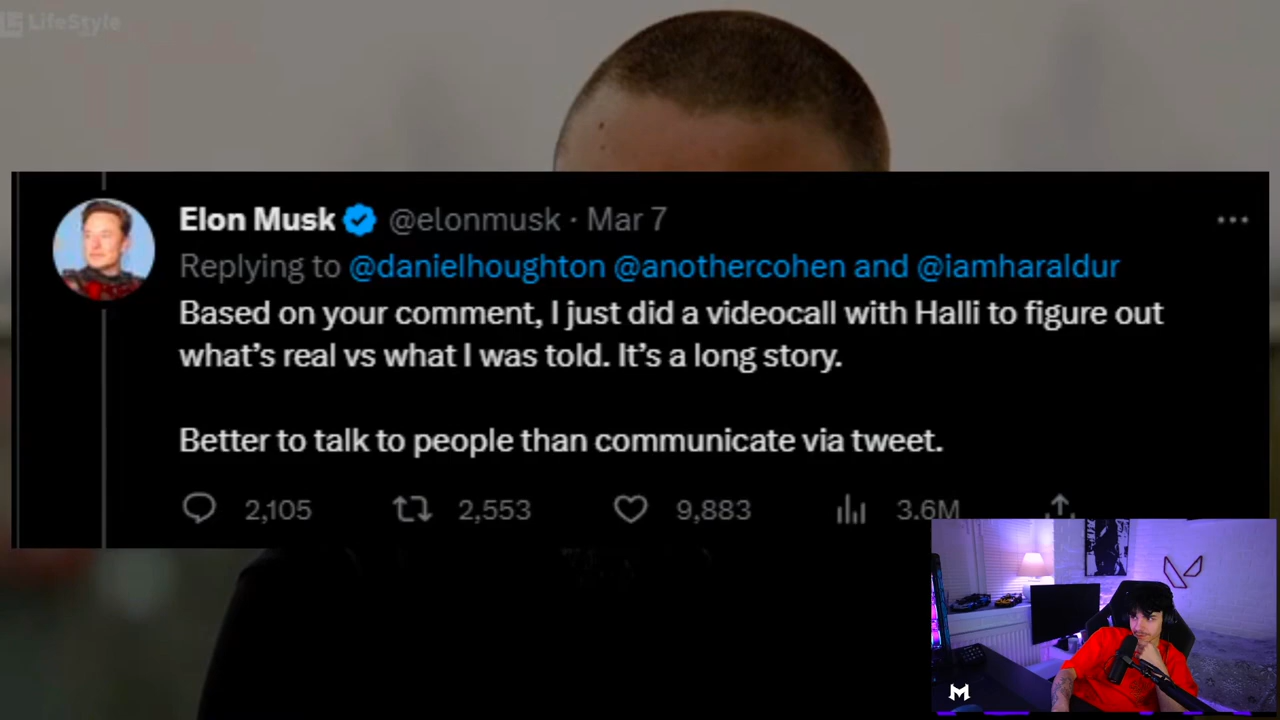 LifeStyle
Elon Musk @elonmusk · Mar 7
Replying to @danielhoughton @anothercohen and @iamharaldur
Based on your comment, I just did a videocall with Halli to figure out
what's real vs what I was told. It's a long story.
Better to talk to people than communicate via tweet.
2,105 2,553 9,883 3.6M